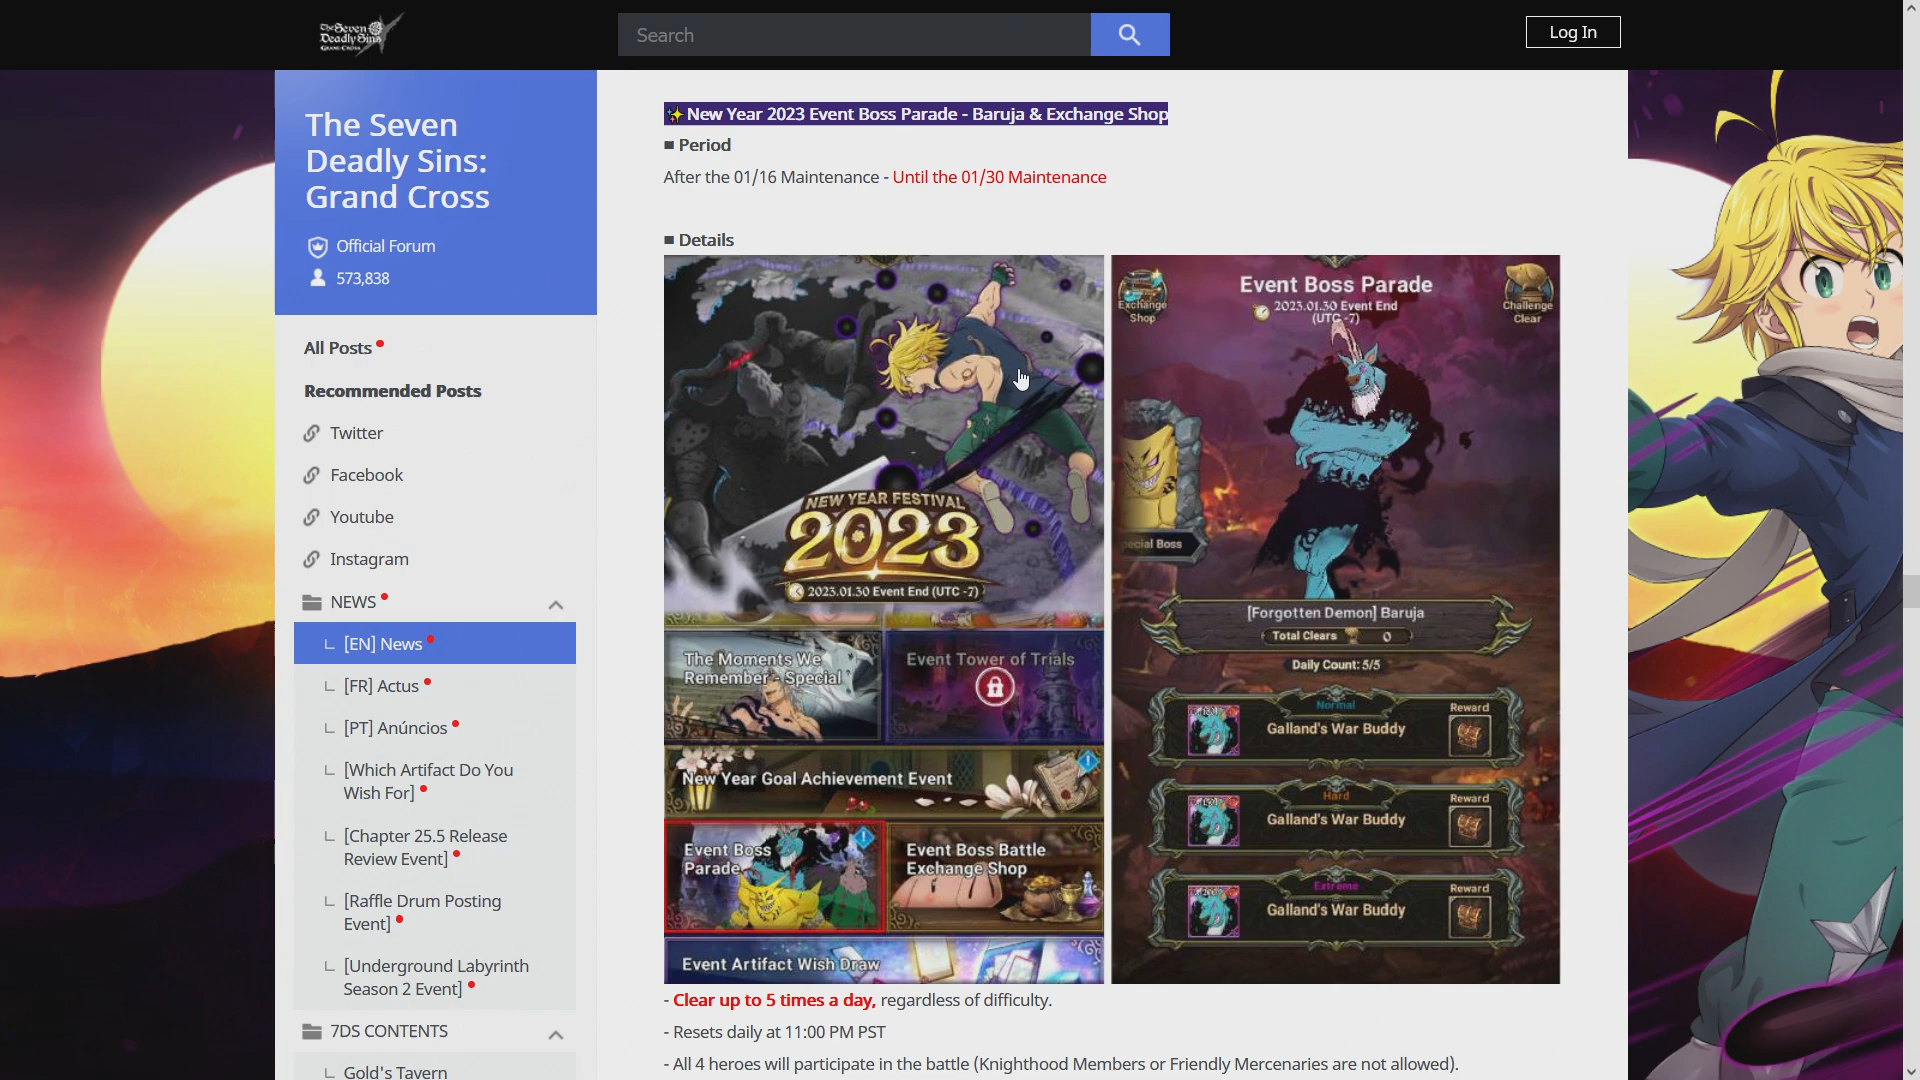 The Seven
Deadly Sins
GRAND CROSS
Search
Log In
The Seven
Deadly Sins:
Grand Cross
Official Forum
573,838
All Posts
Recommended Posts
Twitter
Facebook
Youtube
Instagram
NEWS
[EN] News
[FR] Actus
[PT] Anúncios
[Which Artifact Do You
Wish For]
[Chapter 25.5 Release
Review Event]
[Raffle Drum Posting
Event]
[Underground Labyrinth
Season 2 Event]
7DS CONTENTS
Gold's Tavern
✨New Year 2023 Event Boss Parade - Baruja & Exchange Shop
■ Period
After the 01/16 Maintenance - Until the 01/30 Maintenance
■ Details
NEW YEAR FESTIVAL
2023
2023.01.30 Event End (UTC -7)
The Moments We
Remember - Special
Event Tower of Trials
New Year Goal Achievement Event
Event Boss
Parade
Event Boss Battle
Exchange Shop
Event Artifact Wish Draw
Exchange
Shop
Event Boss Parade
2023.01.30 Event End
(UTC -7)
Challenge
Clear
pecial Boss
[Forgotten Demon] Baruja
Total Clears 0
Daily Count: 5/5
Normal
Galland's War Buddy
Reward
Hard
Galland's War Buddy
Reward
Extreme
Galland's War Buddy
Reward
- Clear up to 5 times a day, regardless of difficulty.
- Resets daily at 11:00 PM PST
- All 4 heroes will participate in the battle (Knighthood Members or Friendly Mercenaries are not allowed).